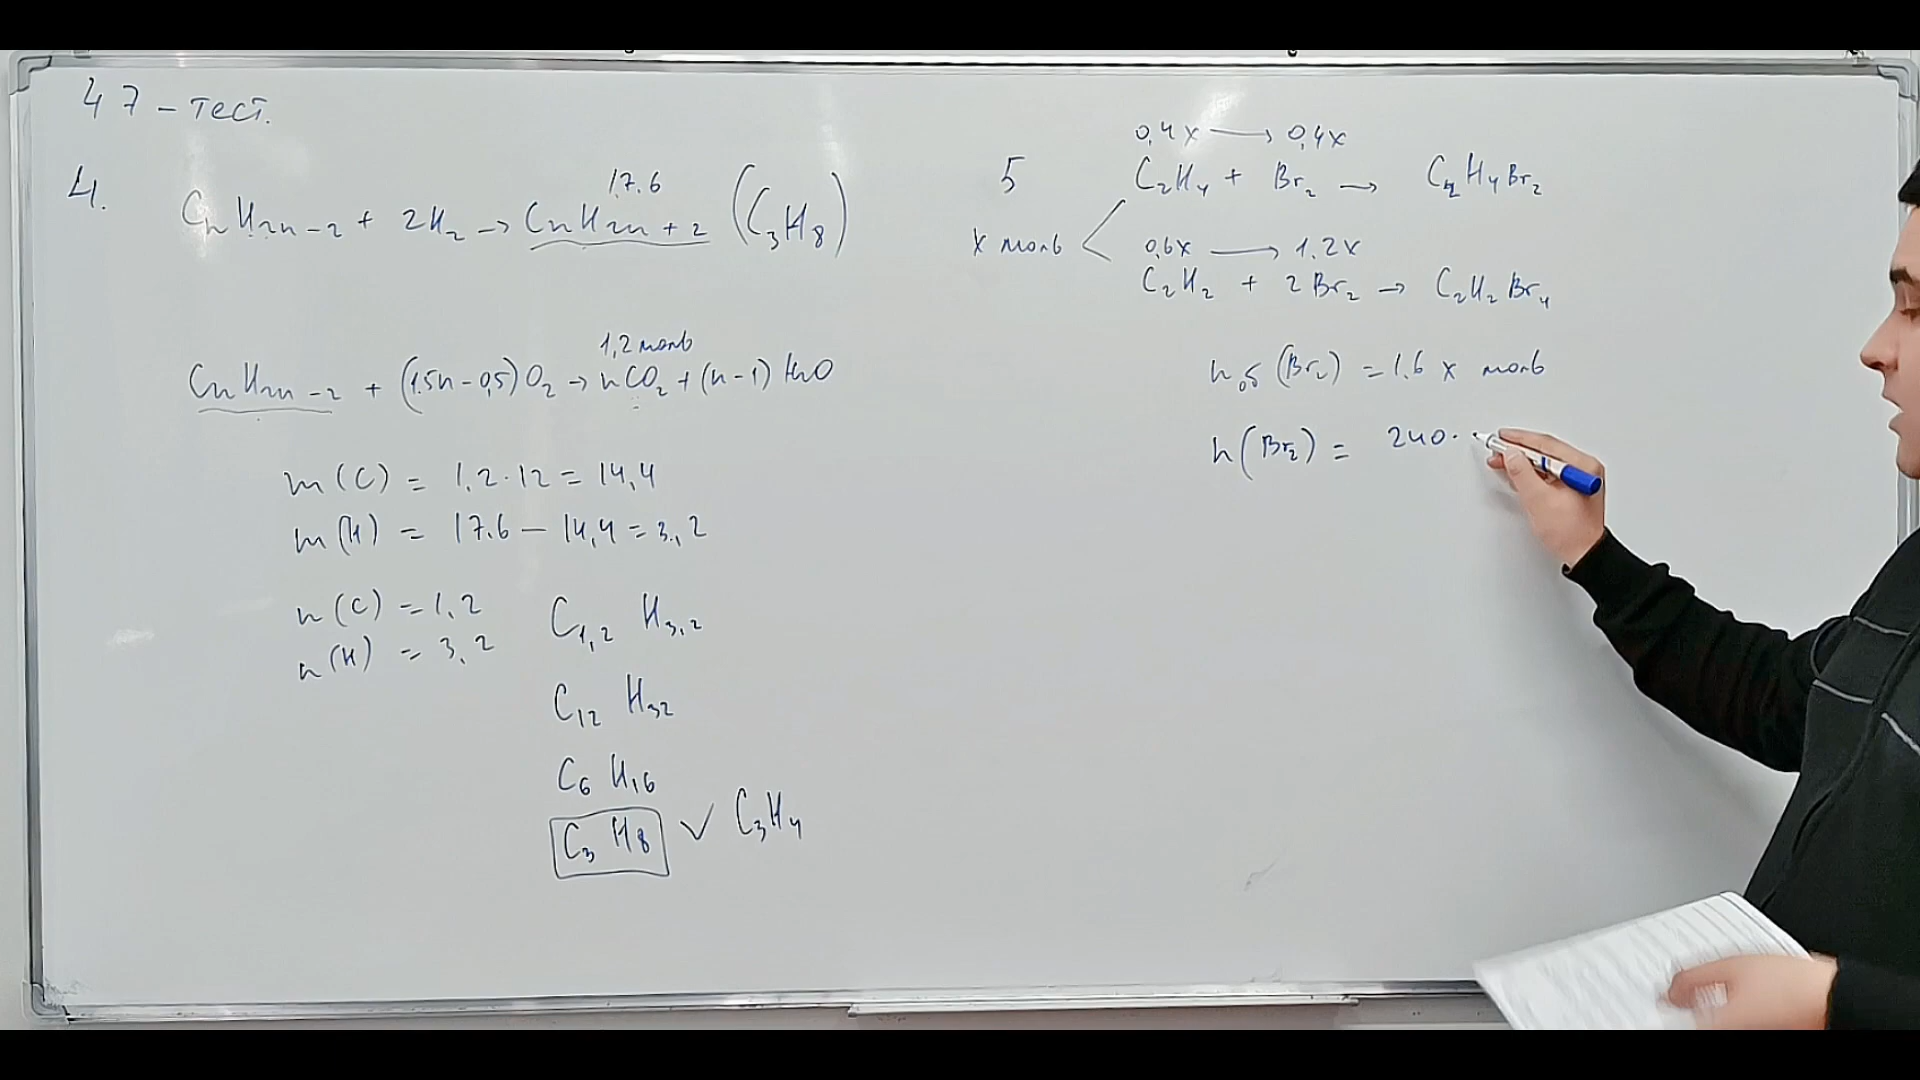 47 - тест.
4.
17.6
CnH2n-2 + 2H2 → CnH2n+2 (C3H8)
1,2 моль
CnH2n-2 + (1.5n-0,5)O2 → nCO2 + (n-1)H2O
m(C) = 1,2·12 = 14,4
m(H) = 17.6 - 14,4 = 3,2
n(C) = 1,2
n(H) = 3,2
C1,2 H3,2
C12 H32
C6 H16
C3 H8 ✓ C3H4
5
x моль
0,4x → 0,4x
C2H4 + Br2 → C2H4Br2
0,6x → 1.2x
C2H2 + 2Br2 → C2H2Br4
nоб(Br2) = 1.6 x моль
n(Br2) = 240·